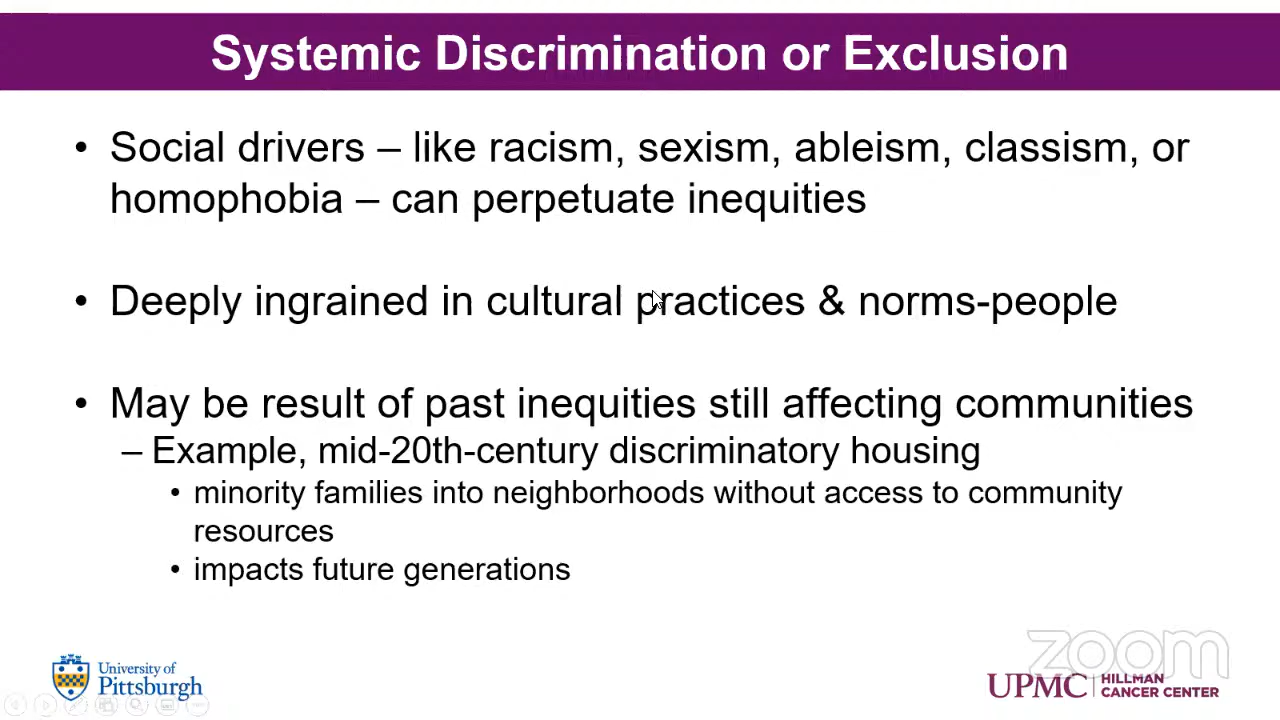 Systemic Discrimination or Exclusion
• Social drivers – like racism, sexism, ableism, classism, or
homophobia – can perpetuate inequities
• Deeply ingrained in cultural practices & norms-people
• May be result of past inequities still affecting communities
– Example, mid-20th-century discriminatory housing
• minority families into neighborhoods without access to community
resources
• impacts future generations
University of
Pittsburgh
zoom
UPMC | HILLMAN
CANCER CENTER